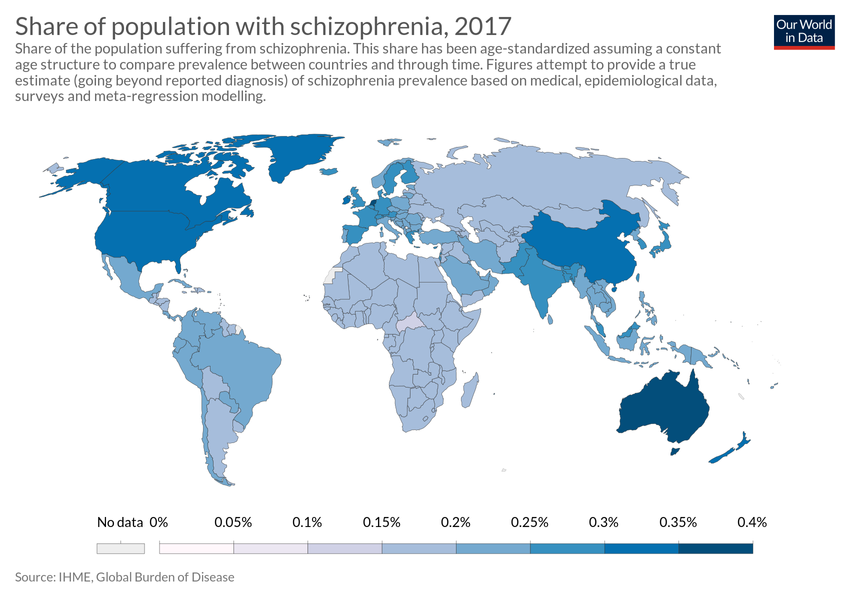 Share of population with schizophrenia, 2017
Our World
in Data
Share of the population suffering from schizophrenia. This share has been age-standardized assuming a constant
age structure to compare prevalence between countries and through time. Figures attempt to provide a true
estimate (going beyond reported diagnosis) of schizophrenia prevalence based on medical, epidemiological data,
surveys and meta-regression modelling.
No data 0% 0.05% 0.1% 0.15% 0.2% 0.25% 0.3% 0.35% 0.4%
Source: IHME, Global Burden of Disease